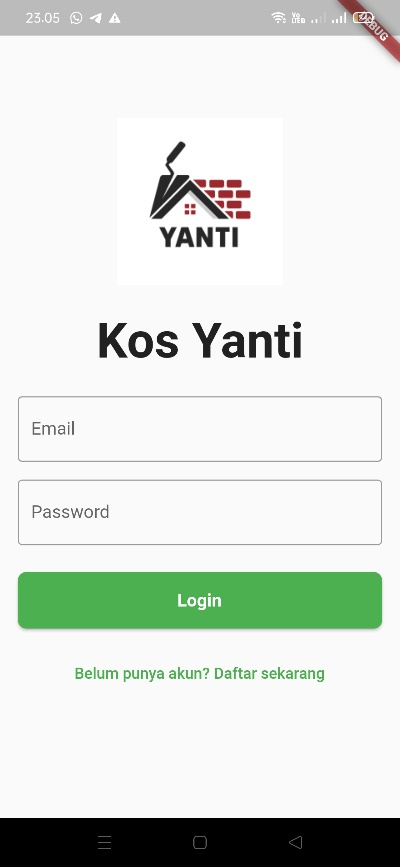 23.05
DEBUG
YANTI
Kos Yanti
Email
Password
Login
Belum punya akun? Daftar sekarang